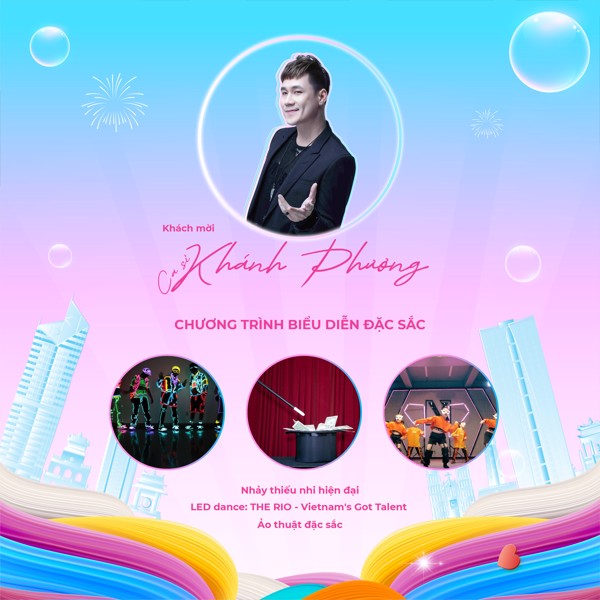 Khách mời
Ca sĩ Khánh Phương
CHƯƠNG TRÌNH BIỂU DIỄN ĐẶC SẮC
Nhảy thiếu nhi hiện đại
LED dance: THE RIO - Vietnam's Got Talent
Ảo thuật đặc sắc